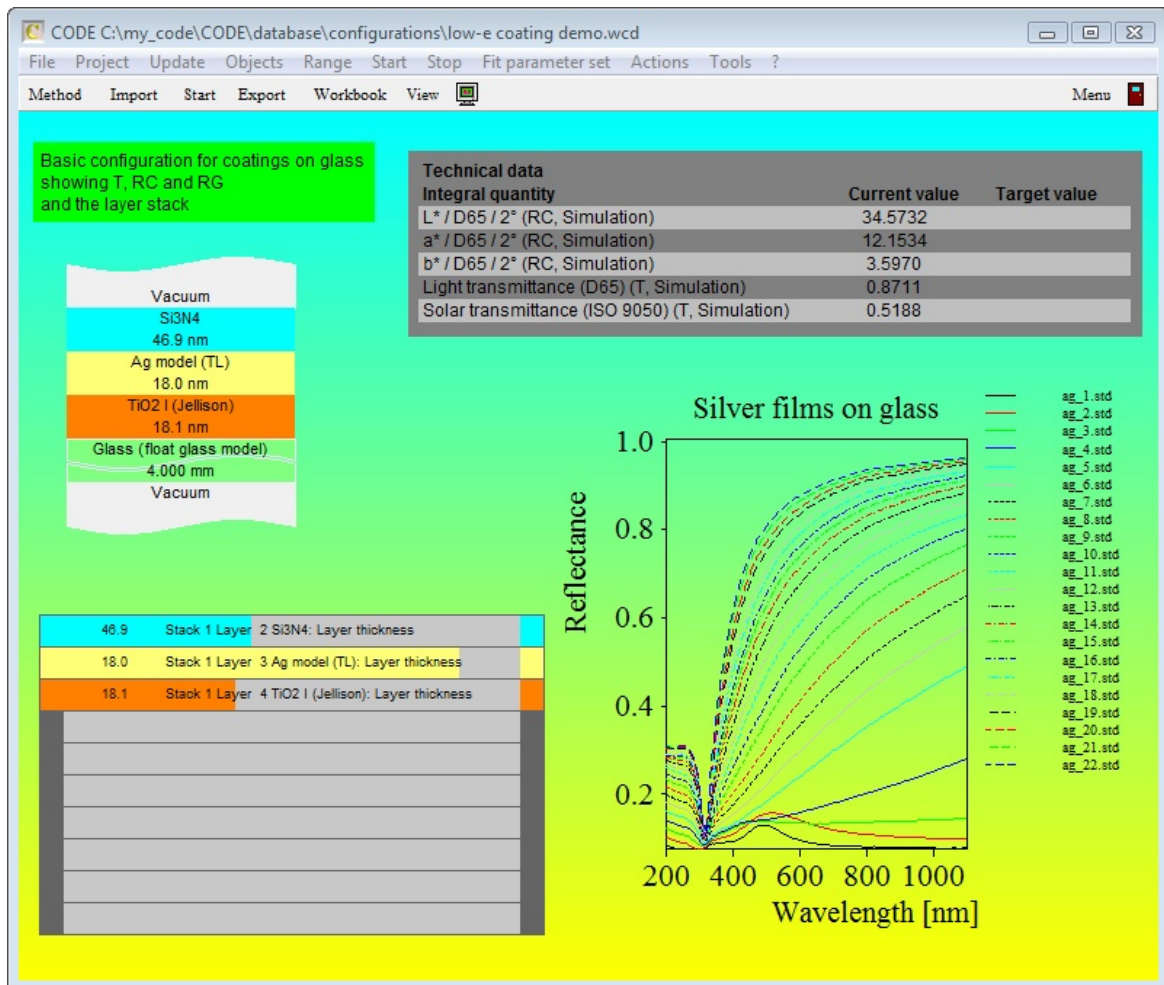 CODE C:\my_code\CODE\database\configurations\low-e coating demo.wcd
File Project Update Objects Range Start Stop Fit parameter set Actions Tools ?
Method Import Start Export Workbook View Menu
Basic configuration for coatings on glass
showing T, RC and RG
and the layer stack
Technical data
Integral quantity Current value Target value
L* / D65 / 2° (RC, Simulation) 34.5732
a* / D65 / 2° (RC, Simulation) 12.1534
b* / D65 / 2° (RC, Simulation) 3.5970
Light transmittance (D65) (T, Simulation) 0.8711
Solar transmittance (ISO 9050) (T, Simulation) 0.5188
Vacuum
Si3N4
46.9 nm
Ag model (TL)
18.0 nm
TiO2 I (Jellison)
18.1 nm
Glass (float glass model)
4.000 mm
Vacuum
46.9 Stack 1 Layer 2 Si3N4: Layer thickness
18.0 Stack 1 Layer 3 Ag model (TL): Layer thickness
18.1 Stack 1 Layer 4 TiO2 I (Jellison): Layer thickness
Silver films on glass
Reflectance
1.0
0.8
0.6
0.4
0.2
200 400 600 800 1000
Wavelength [nm]
ag_1.std
ag_2.std
ag_3.std
ag_4.std
ag_5.std
ag_6.std
ag_7.std
ag_8.std
ag_9.std
ag_10.std
ag_11.std
ag_12.std
ag_13.std
ag_14.std
ag_15.std
ag_16.std
ag_17.std
ag_18.std
ag_19.std
ag_20.std
ag_21.std
ag_22.std